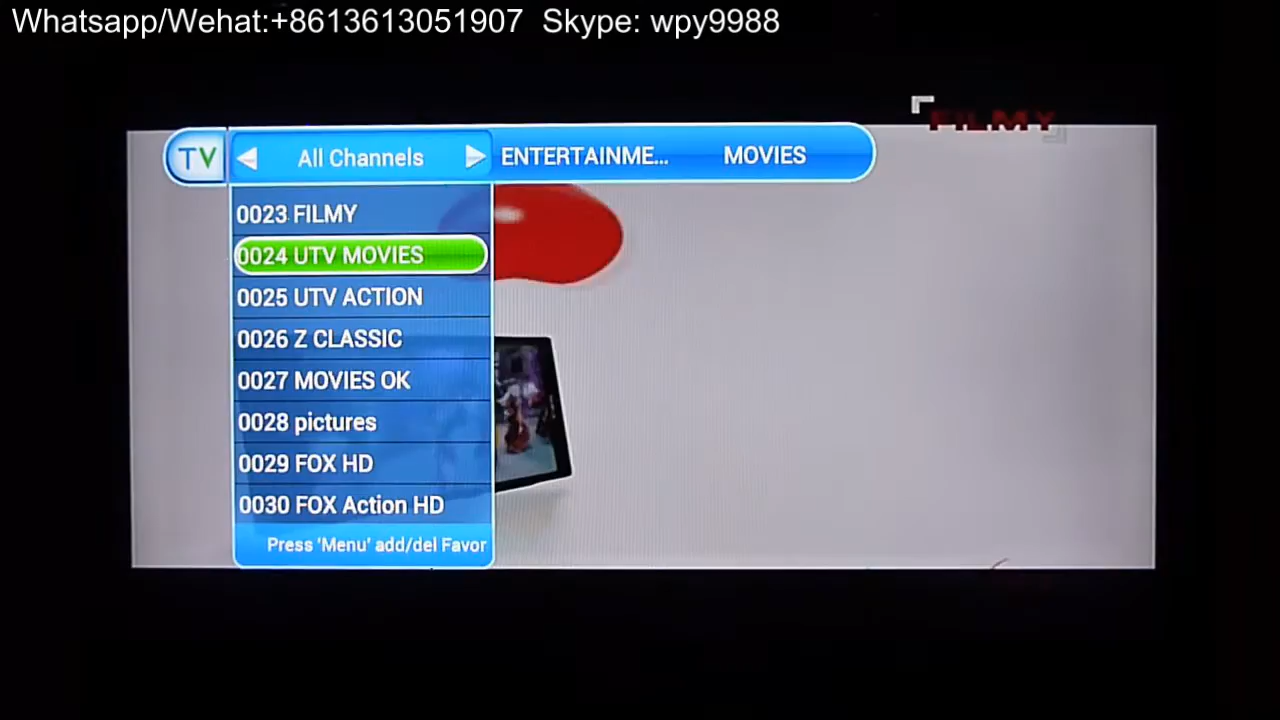 Whatsapp/Wehat:+8613613051907  Skype: wpy9988
FILMY
TV
All Channels
ENTERTAINME...
MOVIES
0023 FILMY
0024 UTV MOVIES
0025 UTV ACTION
0026 Z CLASSIC
0027 MOVIES OK
0028 pictures
0029 FOX HD
0030 FOX Action HD
Press 'Menu' add/del Favor